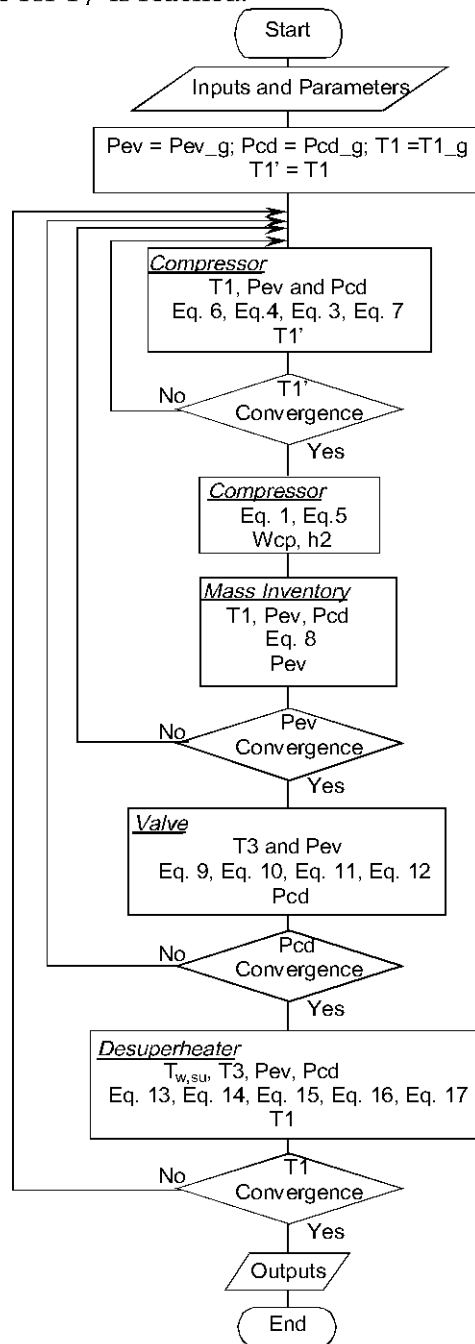 Start
Inputs and Parameters
Pev = Pev_g; Pcd = Pcd_g; T1 =T1_g
T1' = T1
Compressor
T1, Pev and Pcd
Eq. 6, Eq.4, Eq. 3, Eq. 7
T1'
No
T1'
Convergence
Yes
Compressor
Eq. 1, Eq.5
Wcp, h2
Mass Inventory
T1, Pev, Pcd
Eq. 8
Pev
No
Pev
Convergence
Yes
Valve
T3 and Pev
Eq. 9, Eq. 10, Eq. 11, Eq. 12
Pcd
No
Pcd
Convergence
Yes
Desuperheater
Tw,su, T3, Pev, Pcd
Eq. 13, Eq. 14, Eq. 15, Eq. 16, Eq. 17
T1
No
T1
Convergence
Yes
Outputs
End